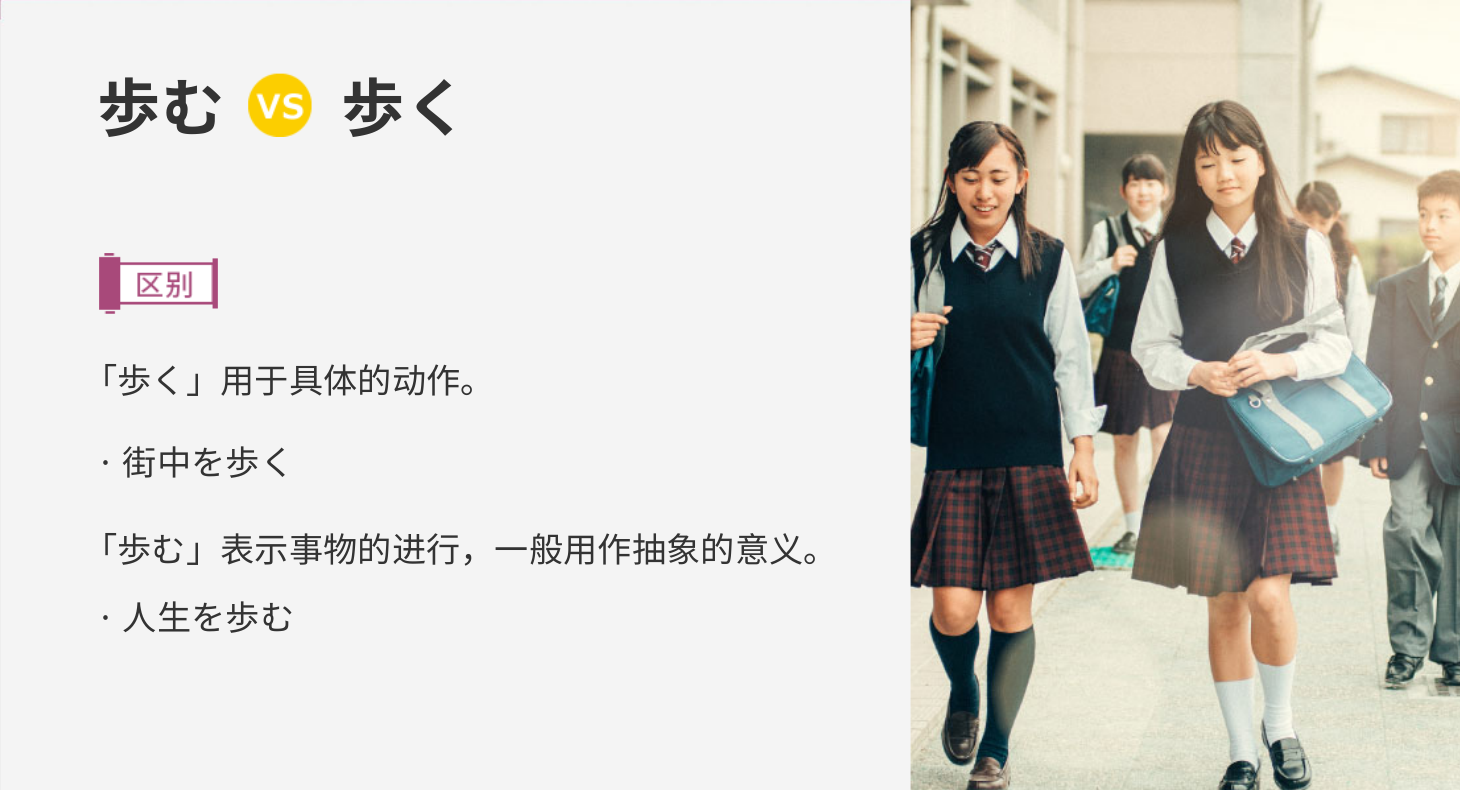 歩む VS 歩く
区别
「歩く」用于具体的动作。
· 街中を歩く
「歩む」表示事物的进行，一般用作抽象的意义。
· 人生を歩む